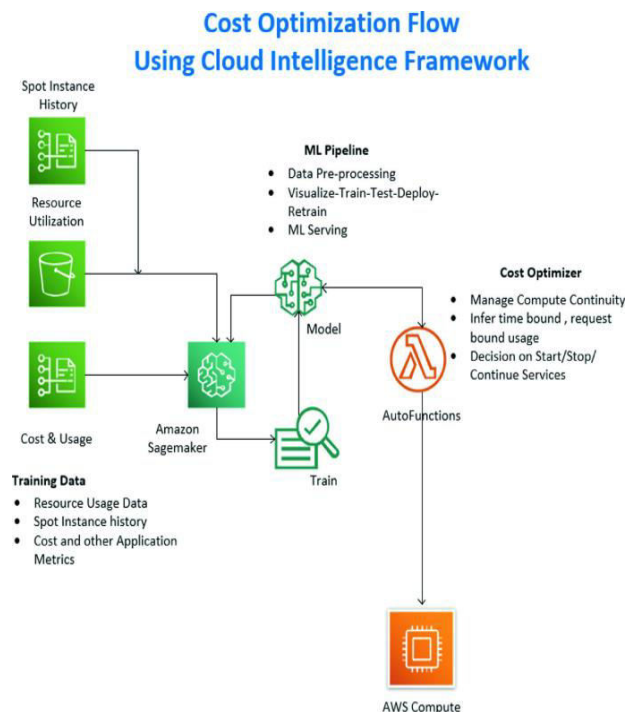 Cost Optimization Flow
Using Cloud Intelligence Framework
Spot Instance
History
Resource
Utilization
Cost & Usage
Training Data
• Resource Usage Data
• Spot Instance history
• Cost and other Application
Metrics
Amazon
Sagemaker
ML Pipeline
• Data Pre-processing
• Visualize-Train-Test-Deploy-
Retrain
• ML Serving
Model
Train
Cost Optimizer
• Manage Compute Continuity
• Infer time bound , request
bound usage
• Decision on Start/Stop/
Continue Services
AutoFunctions
AWS Compute